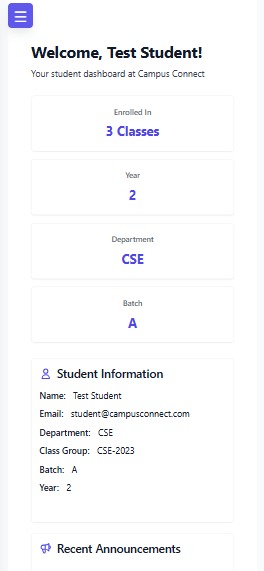 Welcome, Test Student!
Your student dashboard at Campus Connect
Enrolled In
3 Classes
Year
2
Department
CSE
Batch
A
Student Information
Name: Test Student
Email: student@campusconnect.com
Department: CSE
Class Group: CSE-2023
Batch: A
Year: 2
Recent Announcements